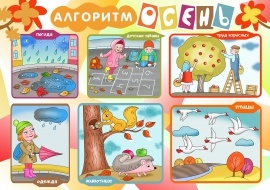 АЛГОРИТМ ОСЕНЬ
ПОГОДА
ДЕТСКИЕ ЗАБАВЫ
ТРУД ВЗРОСЛЫХ
ОДЕЖДА
ЖИВОТНЫЕ
ПТИЦЫ